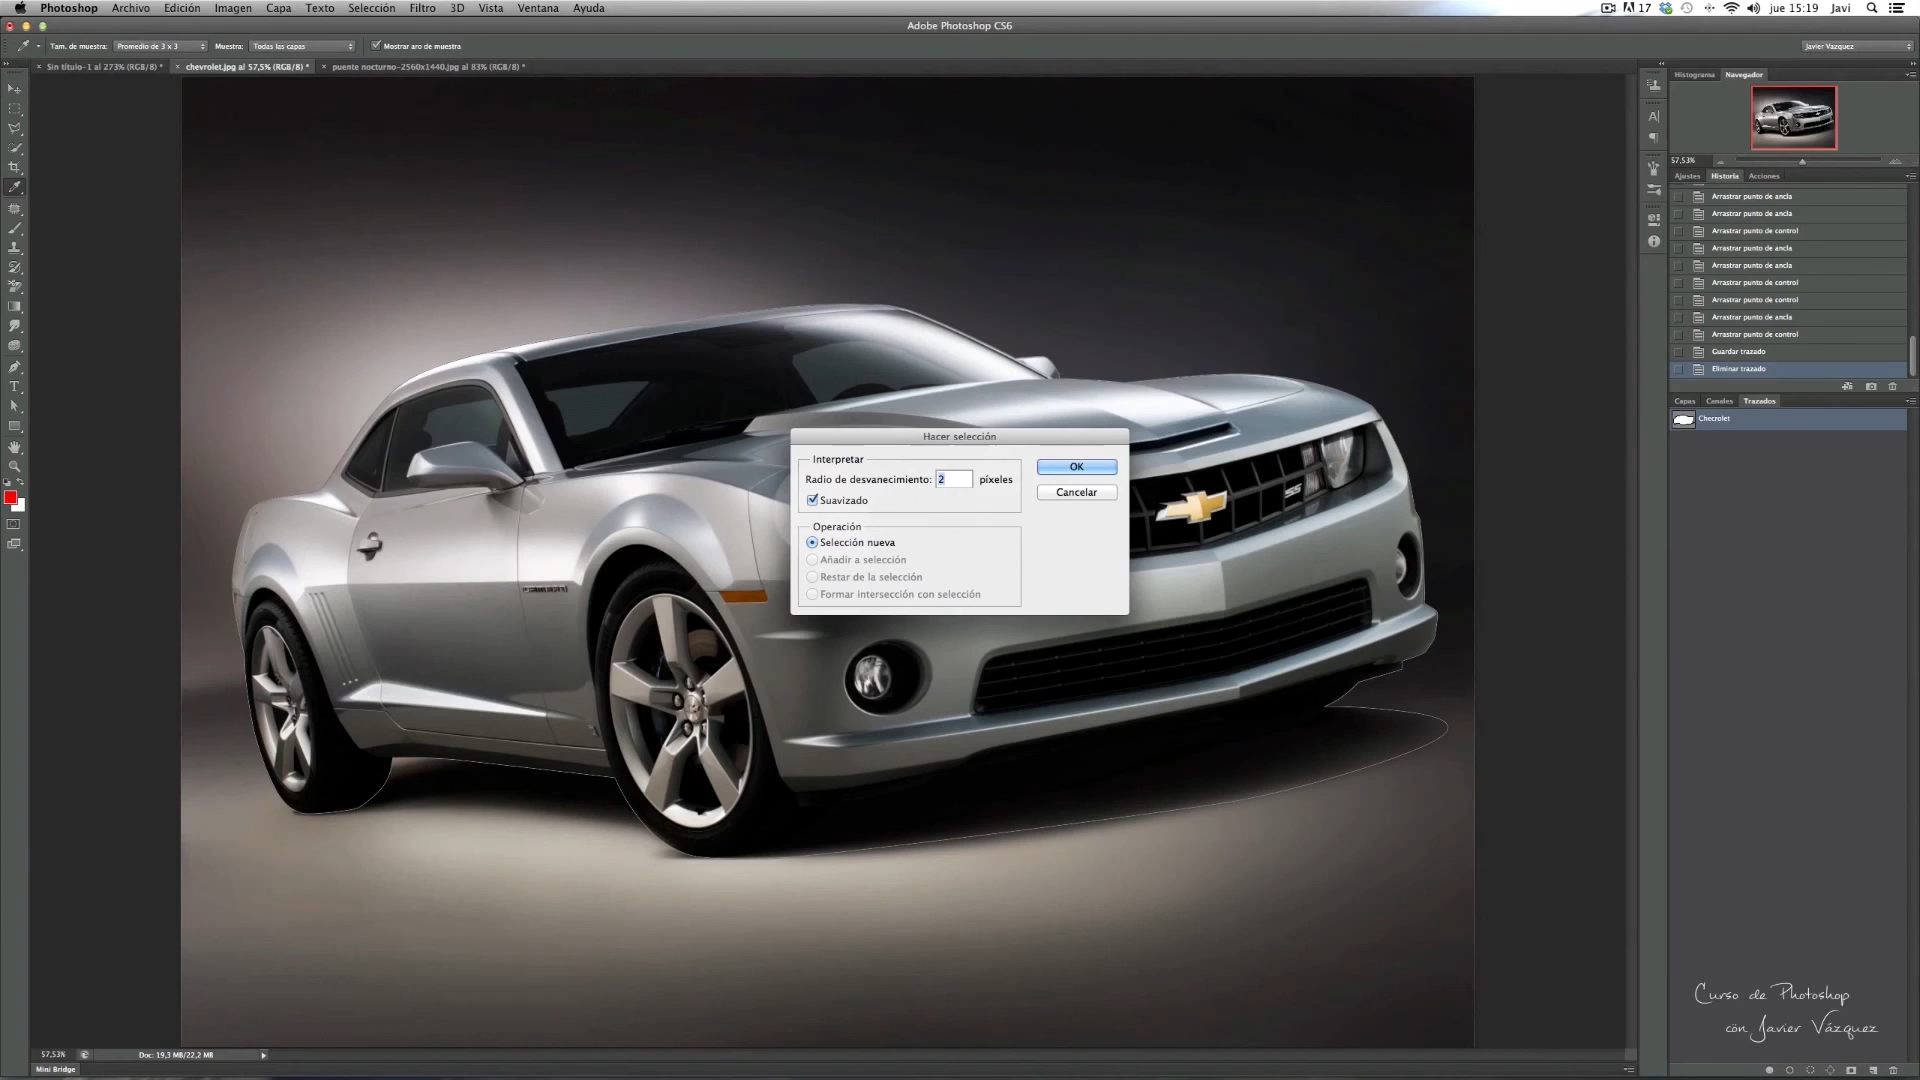 Photoshop Archivo Edición Imagen Capa Texto Selección Filtro 3D Vista Ventana Ayuda
17 jue 15:19 Javi
Adobe Photoshop CS6
Tam. de muestra: Promedio de 3 x 3 Muestra: Todas las capas Mostrar aro de muestra
Javier Vazquez
× Sin título-1 al 273% (RGB/8) * × chevrolet.jpg al 57,5% (RGB/8) * × puente nocturno-2560x1440.jpg al 83% (RGB/8) *
Histograma Navegador
57,53%
Ajustes Historia Acciones
Arrastrar punto de ancla
Arrastrar punto de ancla
Arrastrar punto de control
Arrastrar punto de ancla
Arrastrar punto de ancla
Arrastrar punto de control
Arrastrar punto de control
Arrastrar punto de ancla
Arrastrar punto de control
Guardar trazado
Eliminar trazado
Capas Canales Trazados
Checrolet
Hacer selección
Interpretar
Radio de desvanecimiento: 2 píxeles
Suavizado
OK
Cancelar
Operación
Selección nueva
Añadir a selección
Restar de la selección
Formar intersección con selección
SS
Curso de Photoshop
con Javier Vázquez
57,53% Doc: 19,3 MB/22,2 MB
Mini Bridge